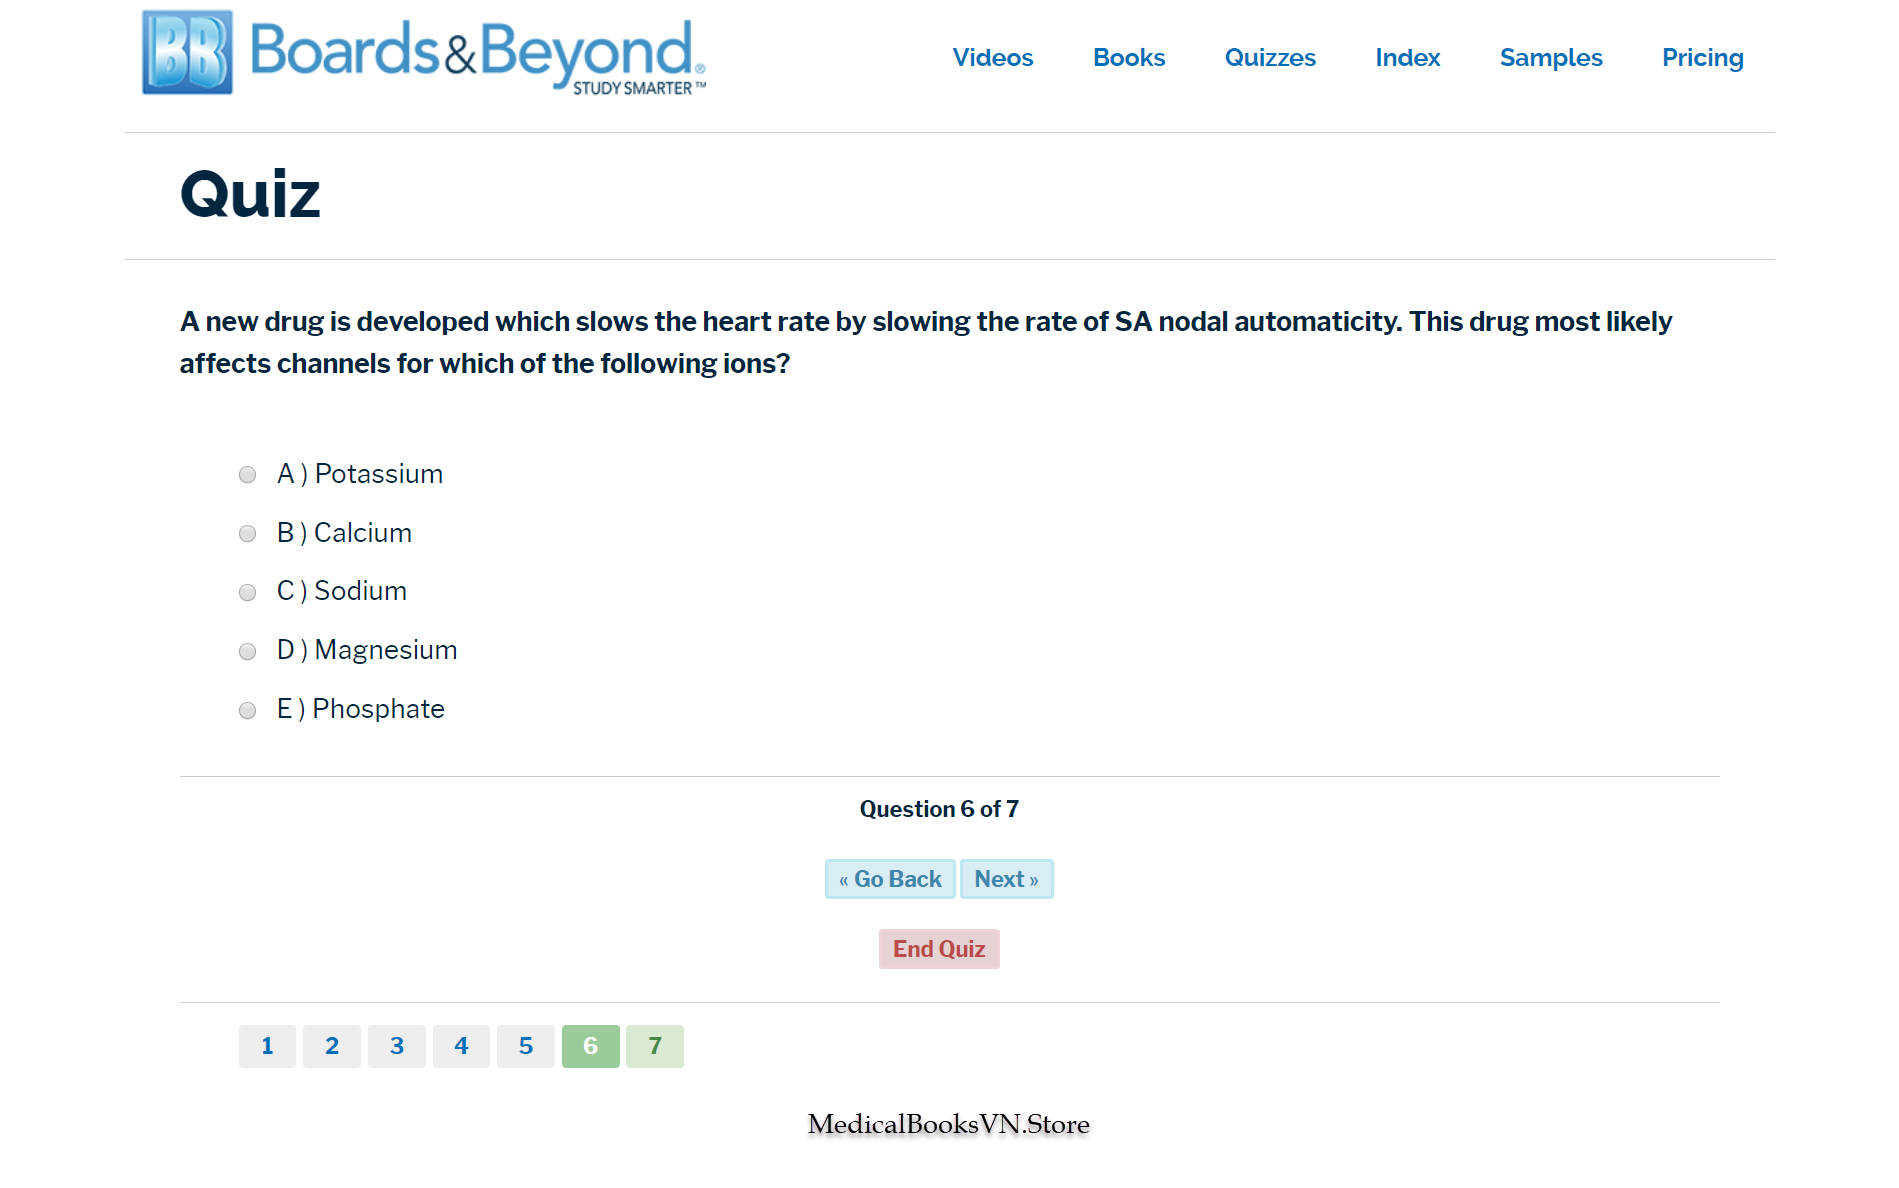 BB Boards&Beyond®
STUDY SMARTER™
Videos Books Quizzes Index Samples Pricing
Quiz
A new drug is developed which slows the heart rate by slowing the rate of SA nodal automaticity. This drug most likely
affects channels for which of the following ions?
A ) Potassium
B ) Calcium
C ) Sodium
D ) Magnesium
E ) Phosphate
Question 6 of 7
« Go Back Next »
End Quiz
1 2 3 4 5 6 7
MedicalBooksVN.Store